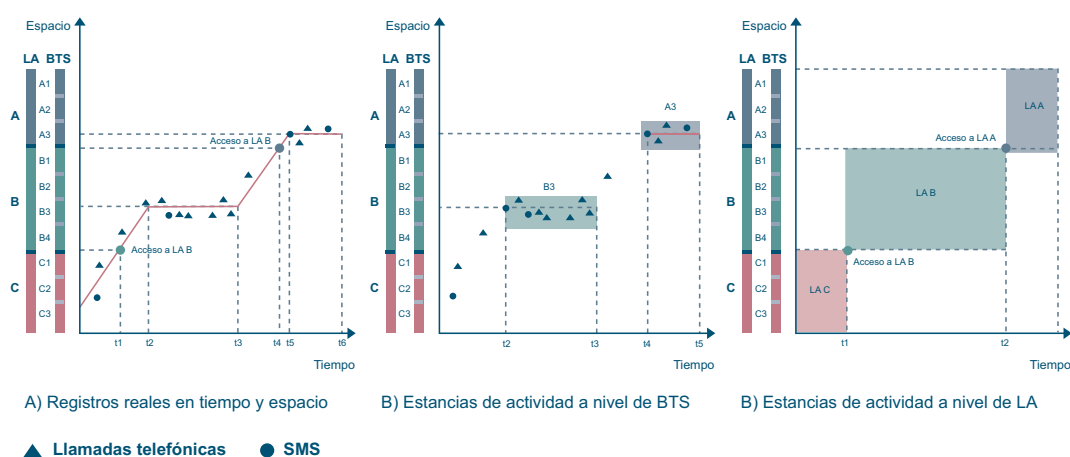 Espacio
LA BTS
A
A1
A2
A3
B
B1
B2
B3
B4
C
C1
C2
C3
Acceso a LA B
Acceso a LA B
t1 t2 t3 t4 t5 t6
Tiempo
A) Registros reales en tiempo y espacio
Espacio
LA BTS
A
A1
A2
A3
B
B1
B2
B3
B4
C
C1
C2
C3
A3
B3
t2 t3 t4 t5
Tiempo
B) Estancias de actividad a nivel de BTS
Espacio
LA BTS
A
A1
A2
A3
B
B1
B2
B3
B4
C
C1
C2
C3
LA A
Acceso a LA A
LA B
Acceso a LA B
LA C
t1 t2
Tiempo
B) Estancias de actividad a nivel de LA
Llamadas telefónicas SMS